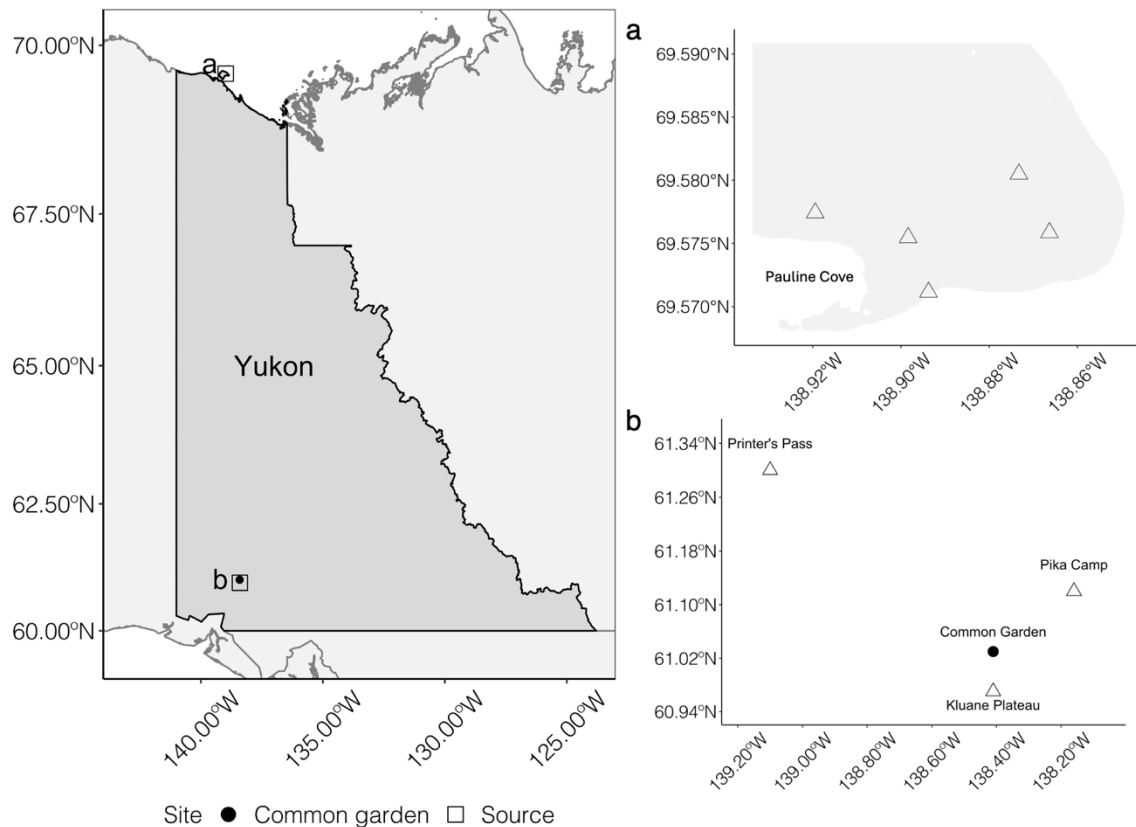 70.00°N
67.50°N
65.00°N
62.50°N
60.00°N
a
Yukon
b
140.00°W
135.00°W
130.00°W
125.00°W
Site Common garden Source
a
69.590°N
69.585°N
69.580°N
69.575°N
69.570°N
Pauline Cove
138.92°W
138.90°W
138.88°W
138.86°W
b
61.34°N
61.26°N
61.18°N
61.10°N
61.02°N
60.94°N
Printer's Pass
Pika Camp
Common Garden
Kluane Plateau
139.20°W
139.00°W
138.80°W
138.60°W
138.40°W
138.20°W